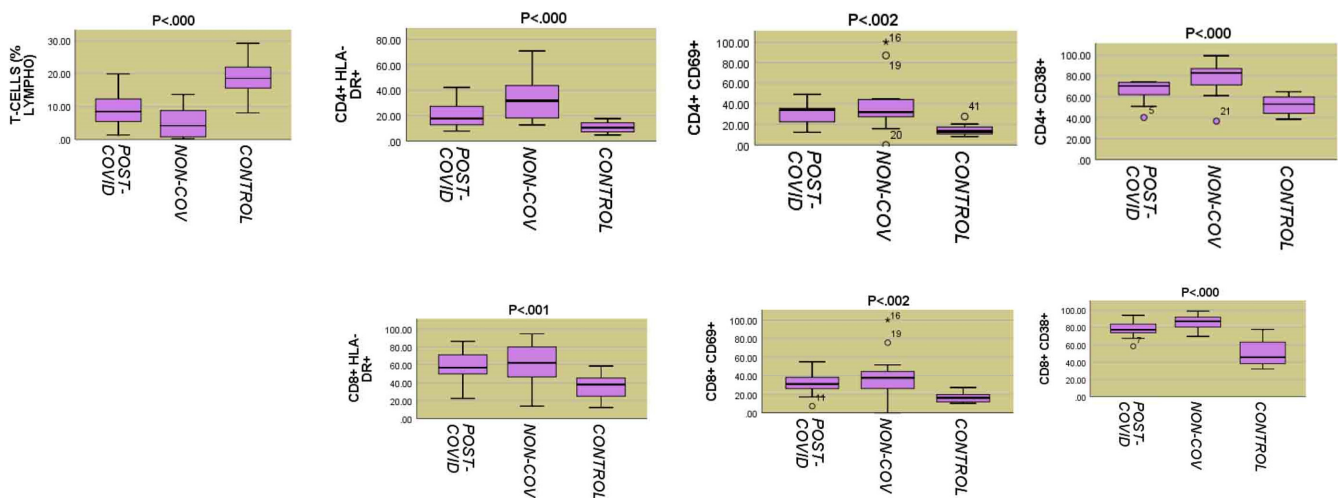 P<.000
T-CELLS (%
LYMPHO)
30.00
20.00
10.00
.00
POST-
COVID
NON-COV
CONTROL
P<.000
CD4+ HLA-
DR+
80.00
60.00
40.00
20.00
.00
POST-
COVID
NON-COV
CONTROL
P<.002
CD4+ CD69+
100.00
80.00
60.00
40.00
20.00
.00
16
19
20
41
POST-
COVID
NON-COV
CONTROL
P<.000
CD4+ CD38+
100.00
80.00
60.00
40.00
20.00
.00
5
21
POST-
COVID
NON-COV
CONTROL
P<.001
CD8+ HLA-
DR+
100.00
80.00
60.00
40.00
20.00
.00
POST-
COVID
NON-COV
CONTROL
P<.002
CD8+ CD69+
100.00
80.00
60.00
40.00
20.00
.00
11
16
19
POST-
COVID
NON-COV
CONTROL
P<.000
CD8+ CD38+
100.00
80.00
60.00
40.00
20.00
.00
7
POST-
COVID
NON-COV
CONTROL